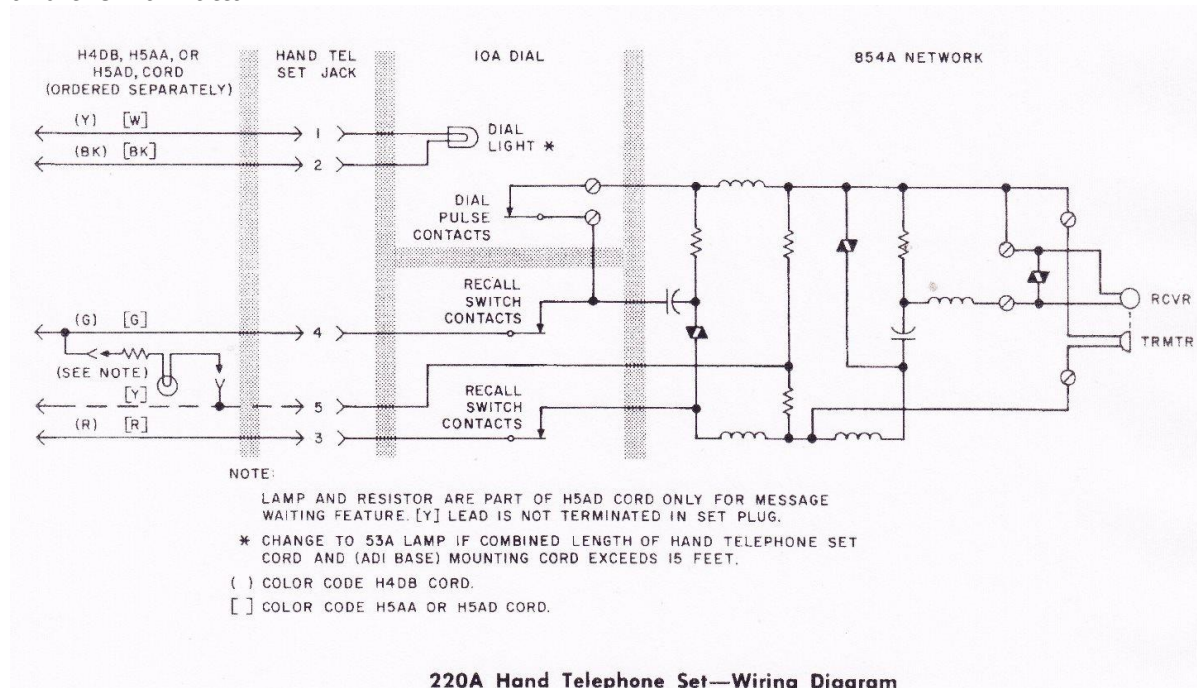 H4DB, H5AA, OR
H5AD, CORD
(ORDERED SEPARATELY)
HAND TEL
SET JACK
10A DIAL
854A NETWORK
(Y) [W]
1
DIAL
LIGHT *
(BK) [BK]
2
DIAL
PULSE
CONTACTS
RECALL
SWITCH
CONTACTS
(G) [G]
4
(SEE NOTE)
[Y]
5
RECALL
SWITCH
CONTACTS
(R) [R]
3
RCVR
TRMTR
NOTE:
LAMP AND RESISTOR ARE PART OF H5AD CORD ONLY FOR MESSAGE
WAITING FEATURE. [Y] LEAD IS NOT TERMINATED IN SET PLUG.
* CHANGE TO 53A LAMP IF COMBINED LENGTH OF HAND TELEPHONE SET
CORD AND (AD1 BASE) MOUNTING CORD EXCEEDS 15 FEET.
( ) COLOR CODE H4DB CORD.
[ ] COLOR CODE H5AA OR H5AD CORD.
220A Hand Telephone Set—Wiring Diagram